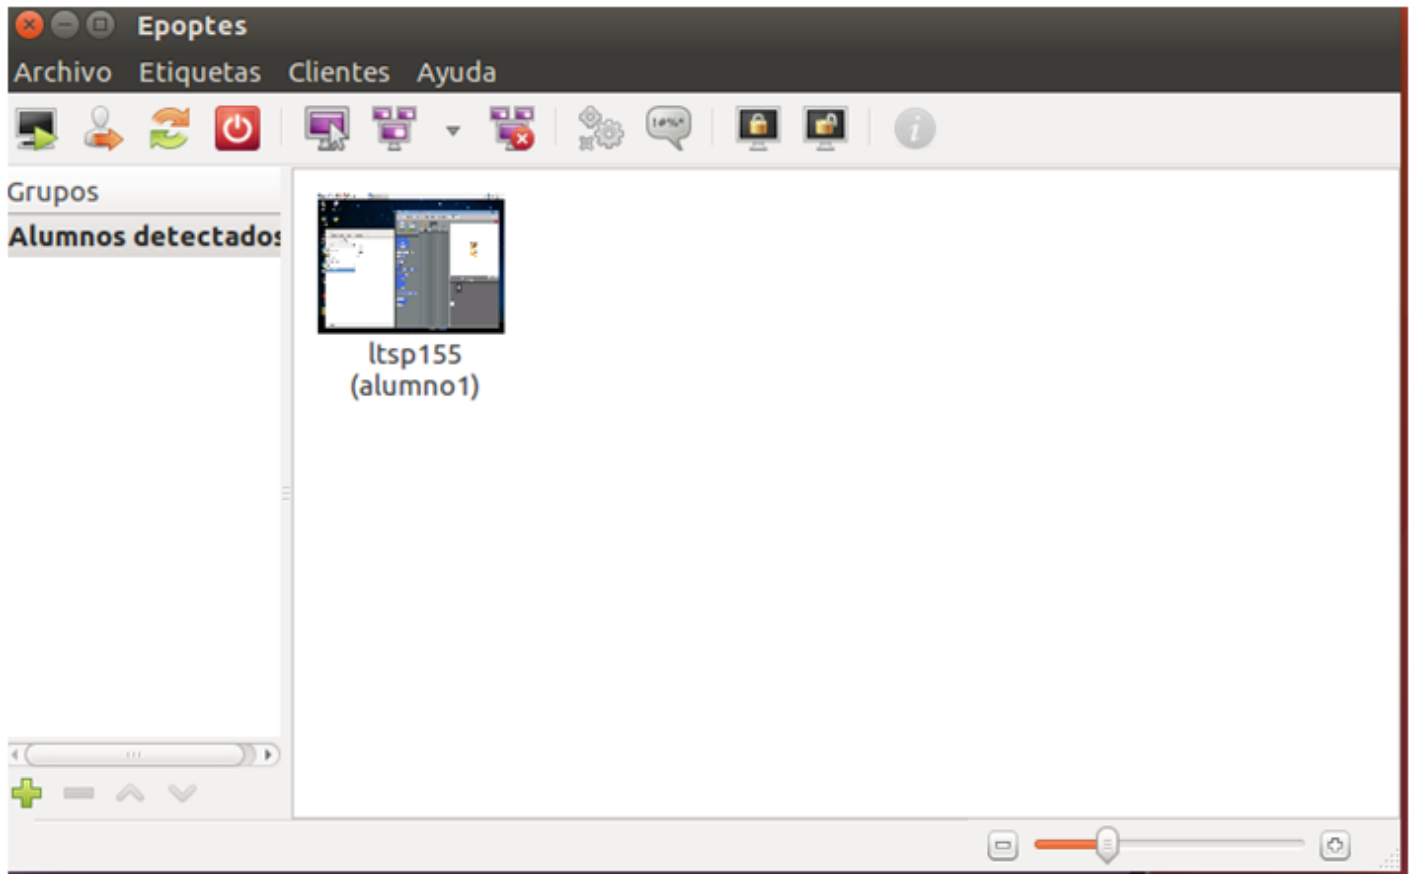 Epoptes
Archivo Etiquetas Clientes Ayuda
!#%*
i
Grupos
Alumnos detectados
ltsp155
(alumno1)